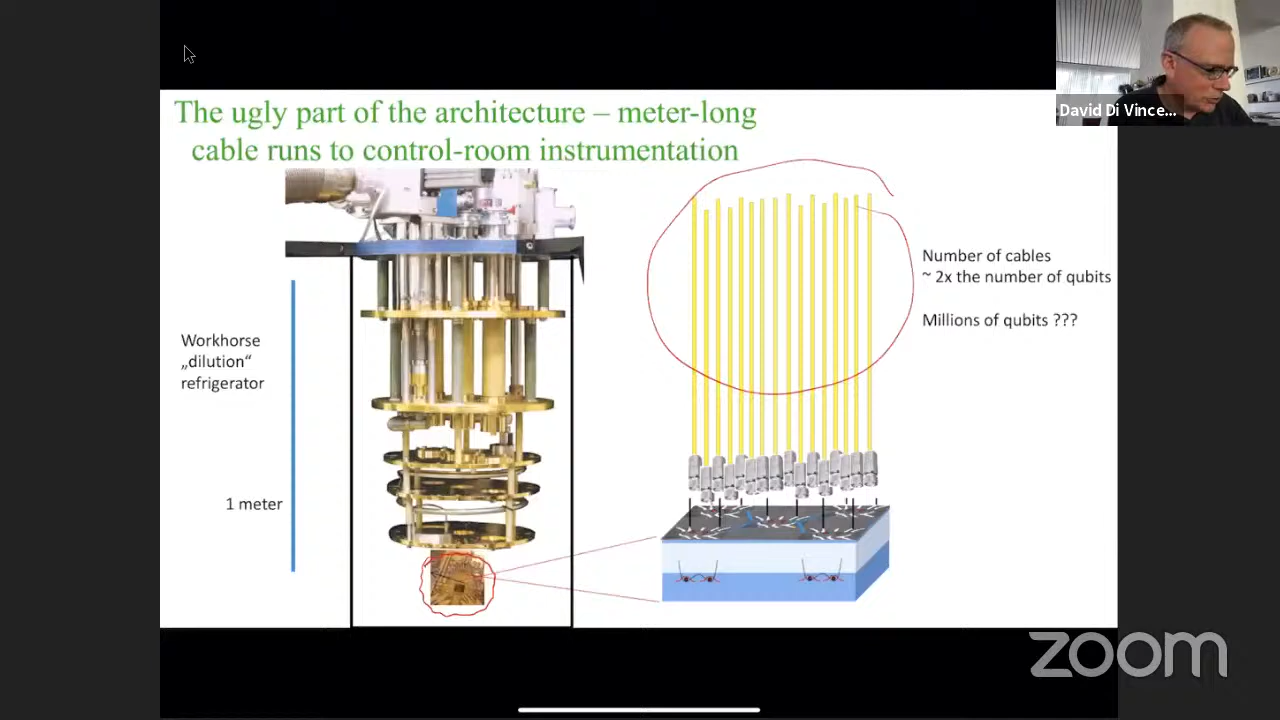 The ugly part of the architecture – meter-long
cable runs to control-room instrumentation
David Di Vince...
Number of cables
~ 2x the number of qubits
Millions of qubits ???
Workhorse
„dilution“
refrigerator
1 meter
zoom